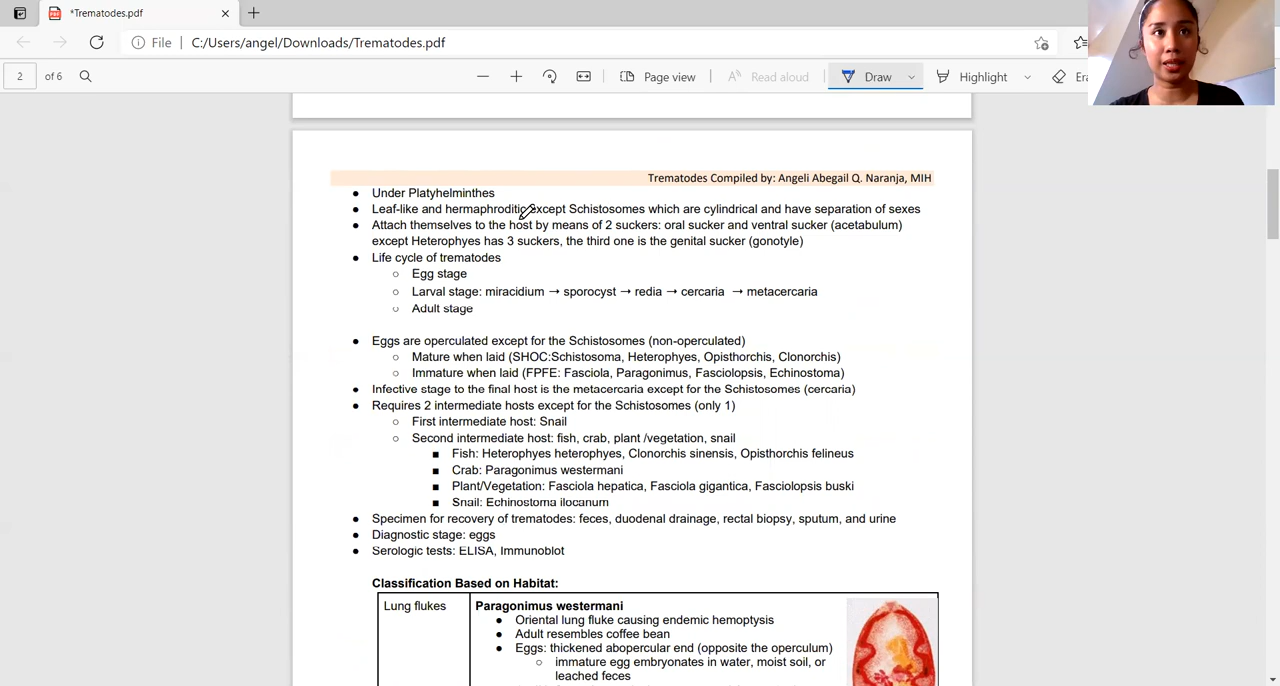 *Trematodes.pdf
File C:/Users/angel/Downloads/Trematodes.pdf
2 of 6 Page view Read aloud Draw Highlight
Trematodes Compiled by: Angeli Abegail Q. Naranja, MIH
● Under Platyhelminthes
● Leaf-like and hermaphroditic except Schistosomes which are cylindrical and have separation of sexes
● Attach themselves to the host by means of 2 suckers: oral sucker and ventral sucker (acetabulum)
except Heterophyes has 3 suckers, the third one is the genital sucker (gonotyle)
● Life cycle of trematodes
○ Egg stage
○ Larval stage: miracidium → sporocyst → redia → cercaria → metacercaria
○ Adult stage
● Eggs are operculated except for the Schistosomes (non-operculated)
○ Mature when laid (SHOC:Schistosoma, Heterophyes, Opisthorchis, Clonorchis)
○ Immature when laid (FPFE: Fasciola, Paragonimus, Fasciolopsis, Echinostoma)
● Infective stage to the final host is the metacercaria except for the Schistosomes (cercaria)
● Requires 2 intermediate hosts except for the Schistosomes (only 1)
○ First intermediate host: Snail
○ Second intermediate host: fish, crab, plant /vegetation, snail
■ Fish: Heterophyes heterophyes, Clonorchis sinensis, Opisthorchis felineus
■ Crab: Paragonimus westermani
■ Plant/Vegetation: Fasciola hepatica, Fasciola gigantica, Fasciolopsis buski
■ Snail: Echinostoma ilocanum
● Specimen for recovery of trematodes: feces, duodenal drainage, rectal biopsy, sputum, and urine
● Diagnostic stage: eggs
● Serologic tests: ELISA, Immunoblot
Classification Based on Habitat:
Lung flukes
Paragonimus westermani
● Oriental lung fluke causing endemic hemoptysis
● Adult resembles coffee bean
● Eggs: thickened abopercular end (opposite the operculum)
○ immature egg embryonates in water, moist soil, or
leached feces